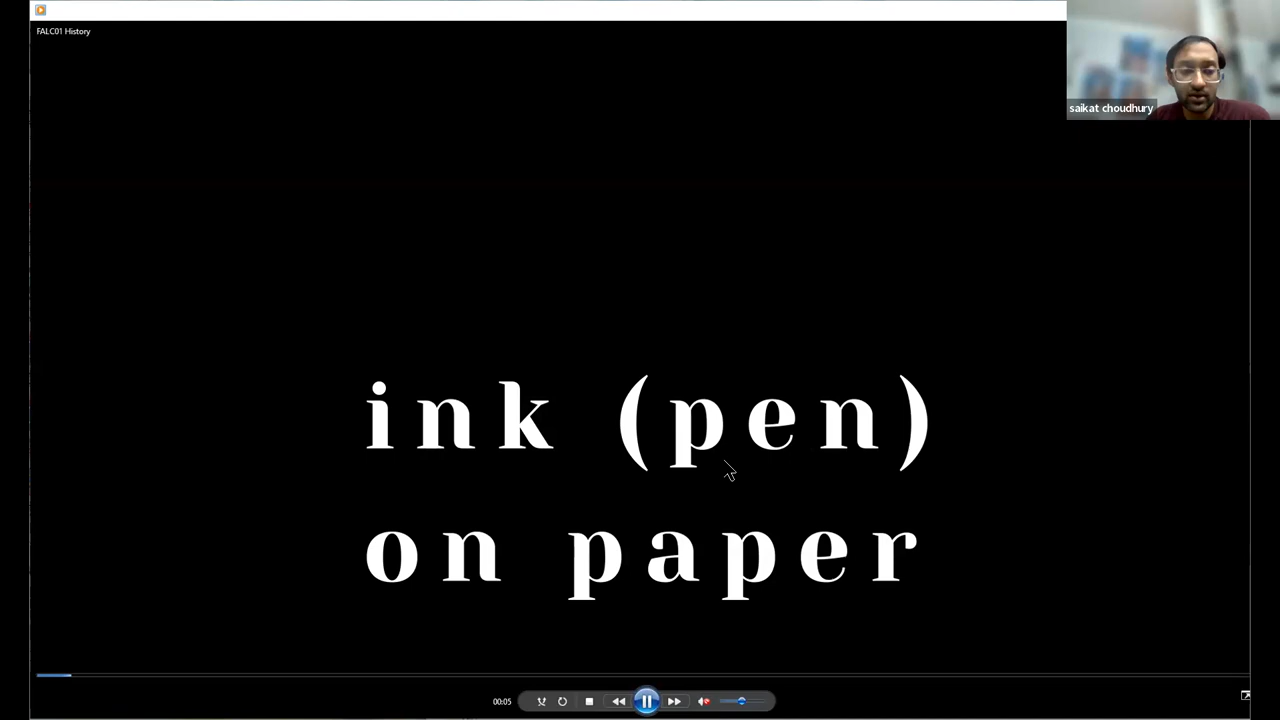 FALC01 History
saikat choudhury
ink (pen)
on paper
00:05